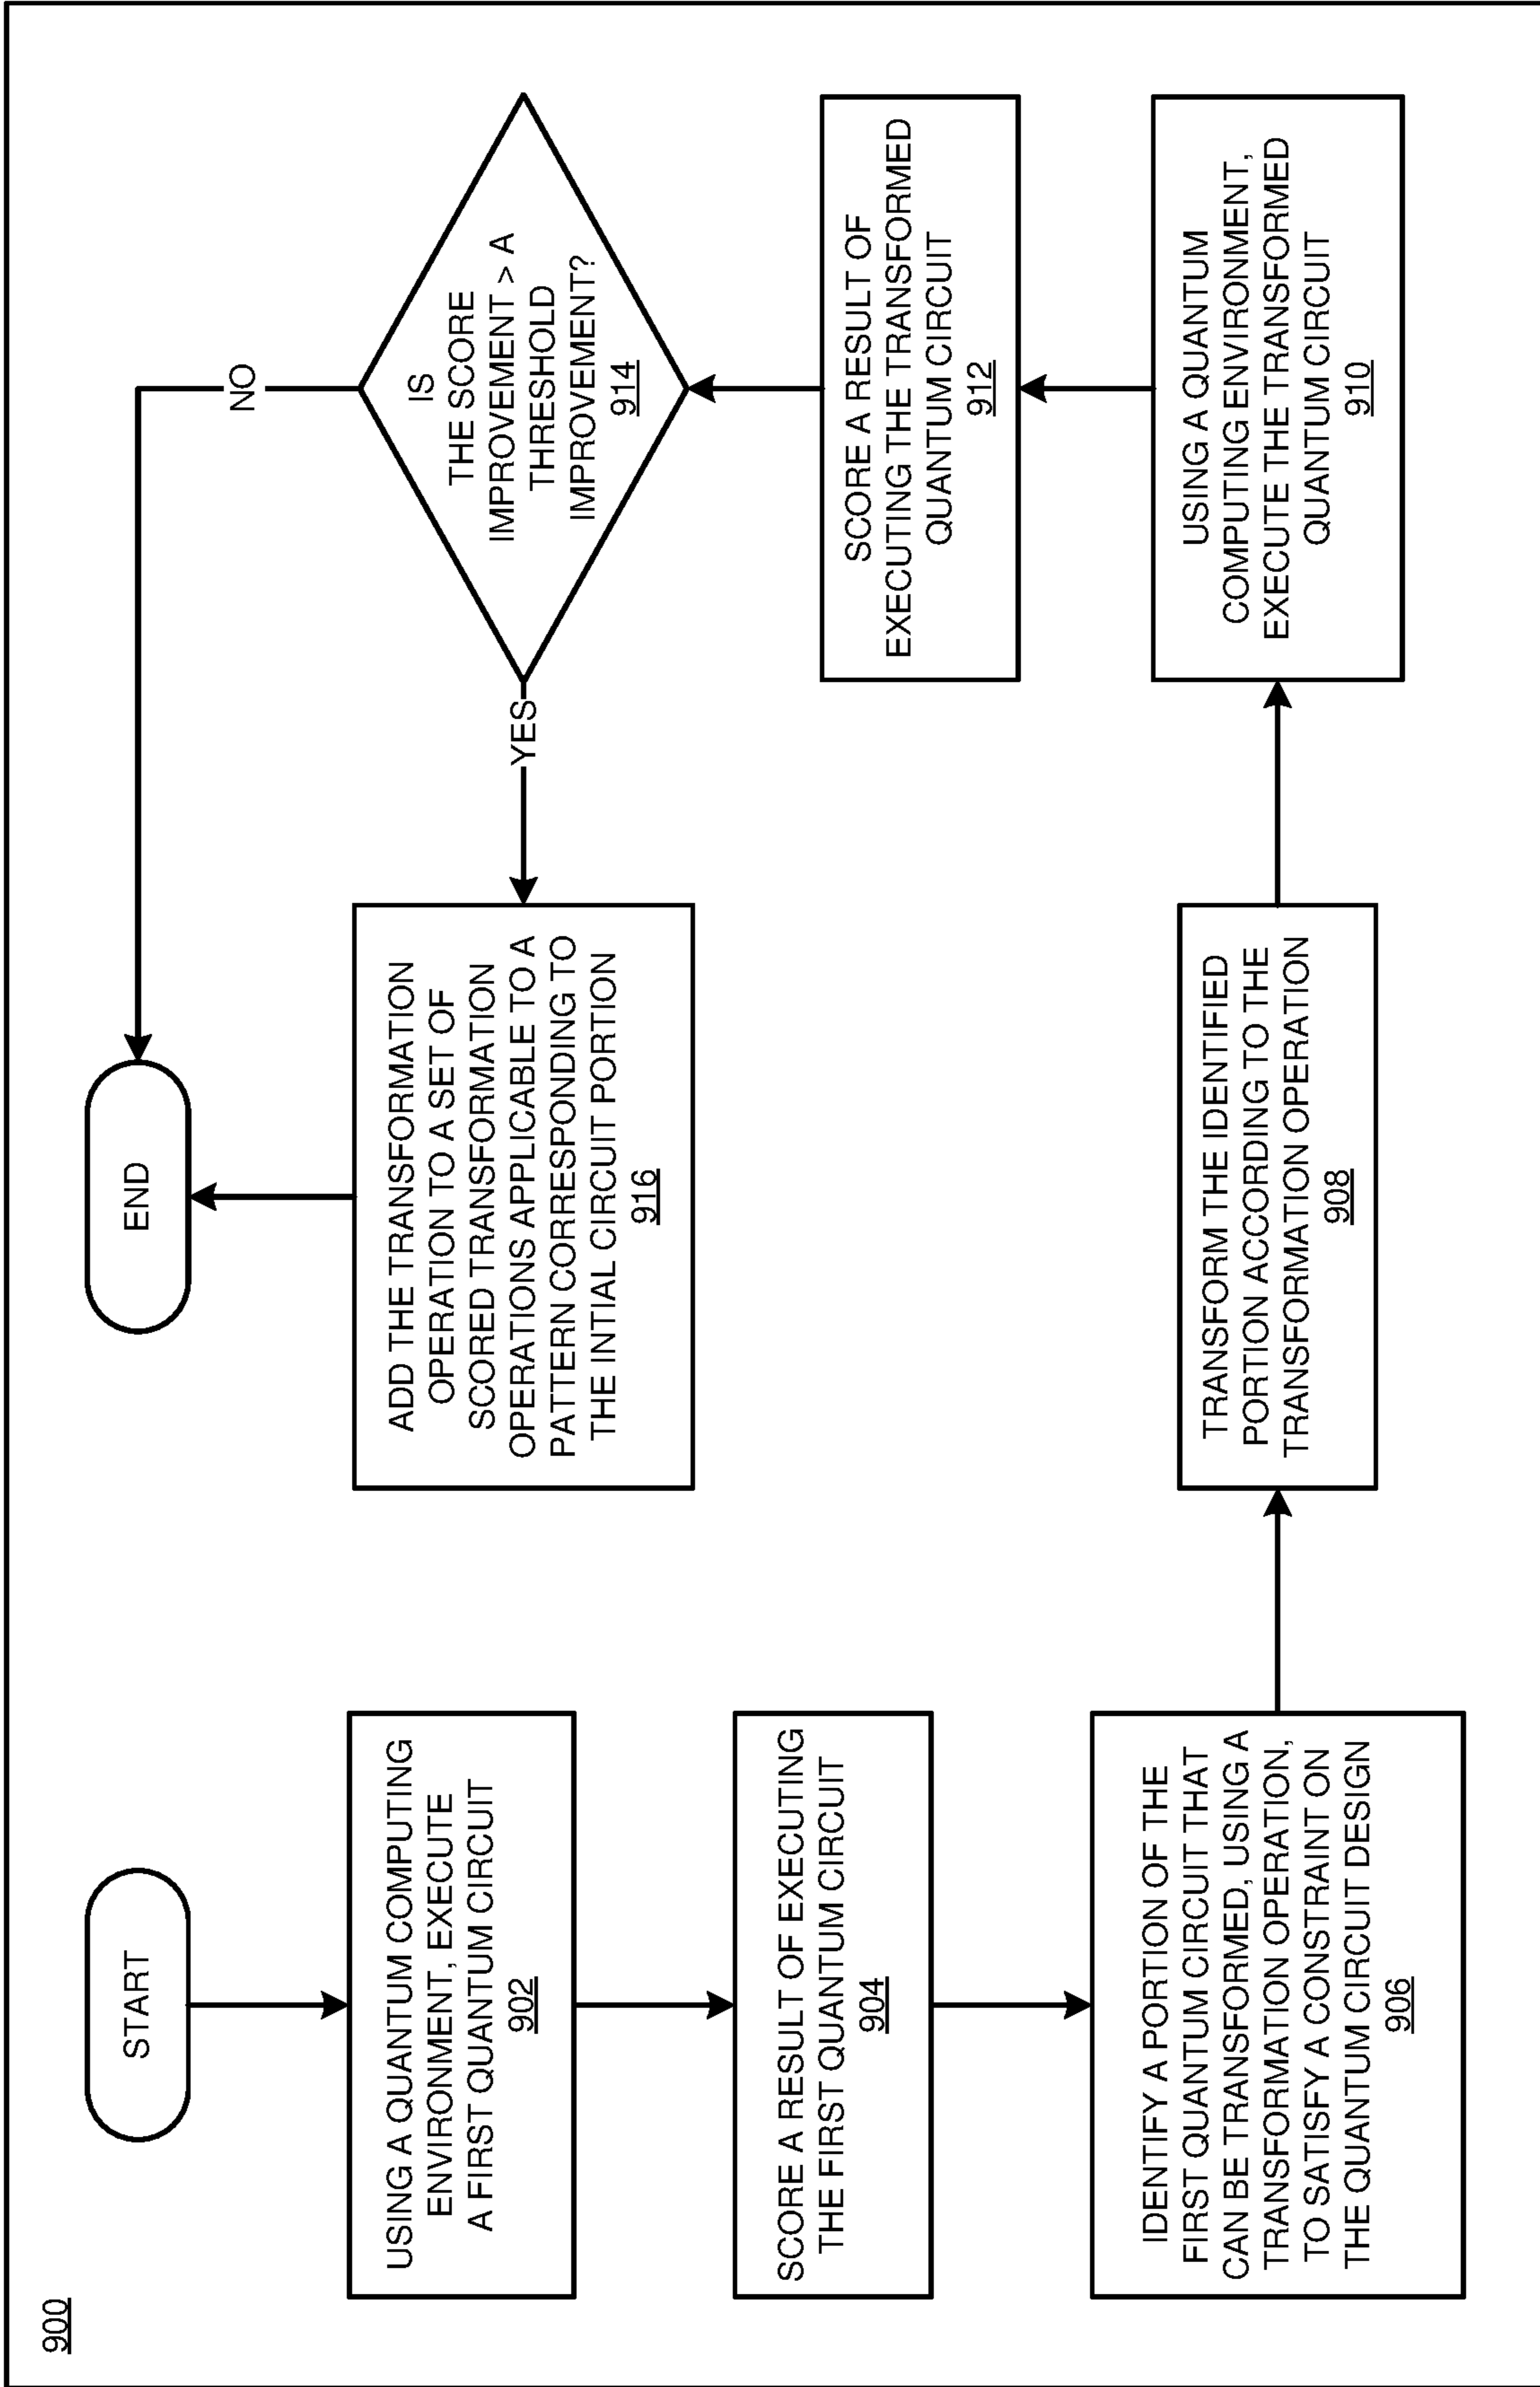 900
START
USING A QUANTUM COMPUTING
ENVIRONMENT, EXECUTE
A FIRST QUANTUM CIRCUIT
902
SCORE A RESULT OF EXECUTING
THE FIRST QUANTUM CIRCUIT
904
IDENTIFY A PORTION OF THE
FIRST QUANTUM CIRCUIT THAT
CAN BE TRANSFORMED, USING A
TRANSFORMATION OPERATION,
TO SATISFY A CONSTRAINT ON
THE QUANTUM CIRCUIT DESIGN
906
TRANSFORM THE IDENTIFIED
PORTION ACCORDING TO THE
TRANSFORMATION OPERATION
908
USING A QUANTUM
COMPUTING ENVIRONMENT,
EXECUTE THE TRANSFORMED
QUANTUM CIRCUIT
910
SCORE A RESULT OF
EXECUTING THE TRANSFORMED
QUANTUM CIRCUIT
912
IS
THE SCORE
IMPROVEMENT > A
THRESHOLD
IMPROVEMENT?
914
YES
NO
ADD THE TRANSFORMATION
OPERATION TO A SET OF
SCORED TRANSFORMATION
OPERATIONS APPLICABLE TO A
PATTERN CORRESPONDING TO
THE INTIAL CIRCUIT PORTION
916
END